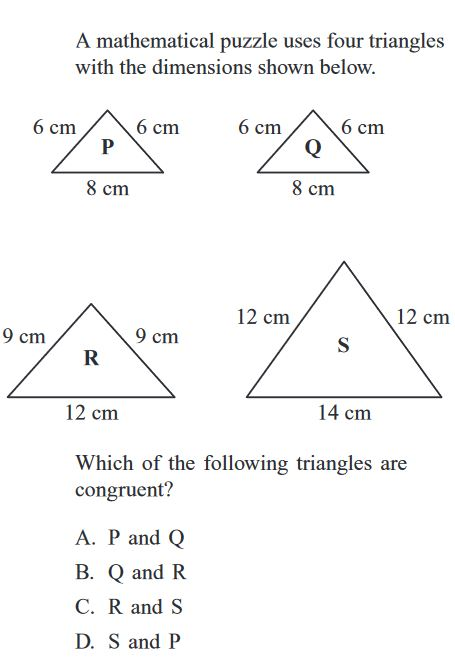 A mathematical puzzle uses four triangles
with the dimensions shown below.
6 cm 6 cm 6 cm 6 cm
P Q
8 cm 8 cm
12 cm 12 cm
9 cm 9 cm
S
R
12 cm 14 cm
Which of the following triangles are
congruent?
A. P and Q
B. Q and R
C. R and S
D. S and P